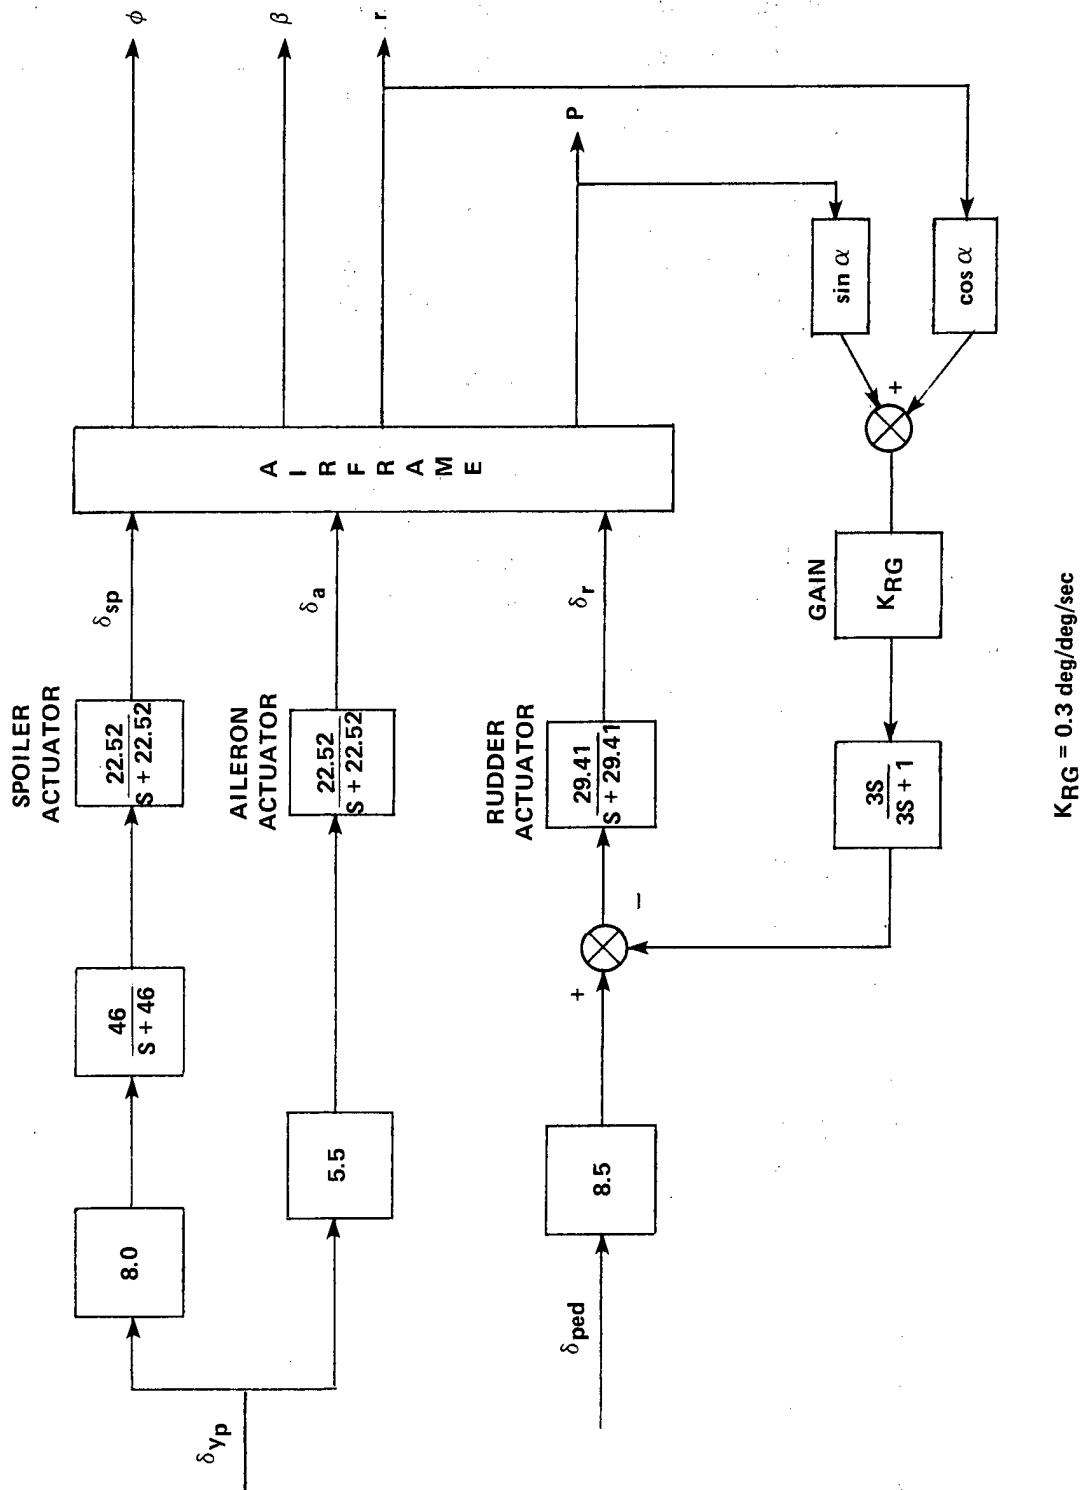 δyp
8.0
46
S + 46
SPOILER
ACTUATOR
22.52
S + 22.52
δsp
ϕ
5.5
AILERON
ACTUATOR
22.52
S + 22.52
δa
AIRFRAME
β
r
δped
8.5
+
−
RUDDER
ACTUATOR
29.41
S + 29.41
δr
P
3S
3S + 1
GAIN
KRG
+
sin α
cos α
KRG = 0.3 deg/deg/sec